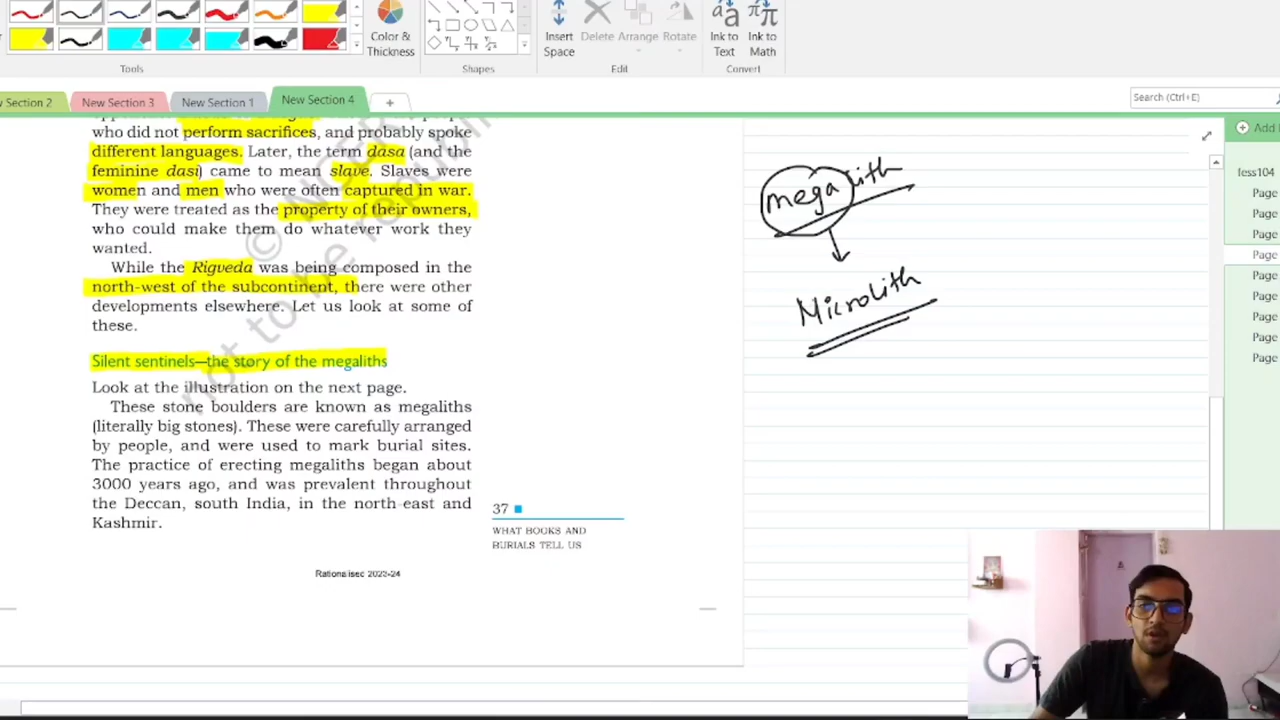 Color &
Thickness
Insert
Space
Delete
Arrange
Rotate
Ink to
Text
Ink to
Math
Tools
Shapes
Edit
Convert
Section 2
New Section 3
New Section 1
New Section 4
+
Search (Ctrl+E)
who did not perform sacrifices, and probably spoke
different languages. Later, the term dasa (and the
feminine dasi) came to mean slave. Slaves were
women and men who were often captured in war.
They were treated as the property of their owners,
who could make them do whatever work they
wanted.
While the Rigveda was being composed in the
north-west of the subcontinent, there were other
developments elsewhere. Let us look at some of
these.
Silent sentinels—the story of the megaliths
Look at the illustration on the next page.
These stone boulders are known as megaliths
(literally big stones). These were carefully arranged
by people, and were used to mark burial sites.
The practice of erecting megaliths began about
3000 years ago, and was prevalent throughout
the Deccan, south India, in the north-east and
Kashmir.
37
WHAT BOOKS AND
BURIALS TELL US
Rationalised 2023-24
not to be republi
megalith
Microlith
Add
less104
Page
Page
Page
Page
Page
Page
Page
Page
Page